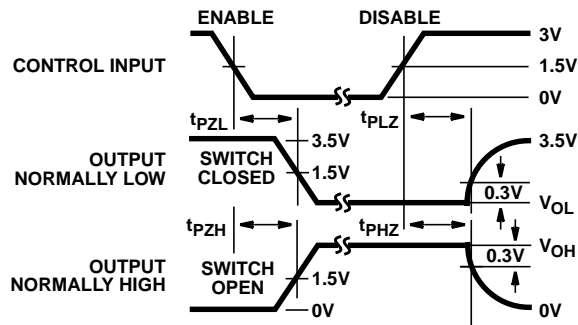 ENABLE DISABLE
3V
CONTROL INPUT 1.5V
0V
tPZL tPLZ
3.5V 3.5V
OUTPUT NORMALLY LOW
SWITCH CLOSED
1.5V
0.3V
VOL
tPZH tPHZ
VOH
0.3V
OUTPUT NORMALLY HIGH
SWITCH OPEN
1.5V
0V 0V